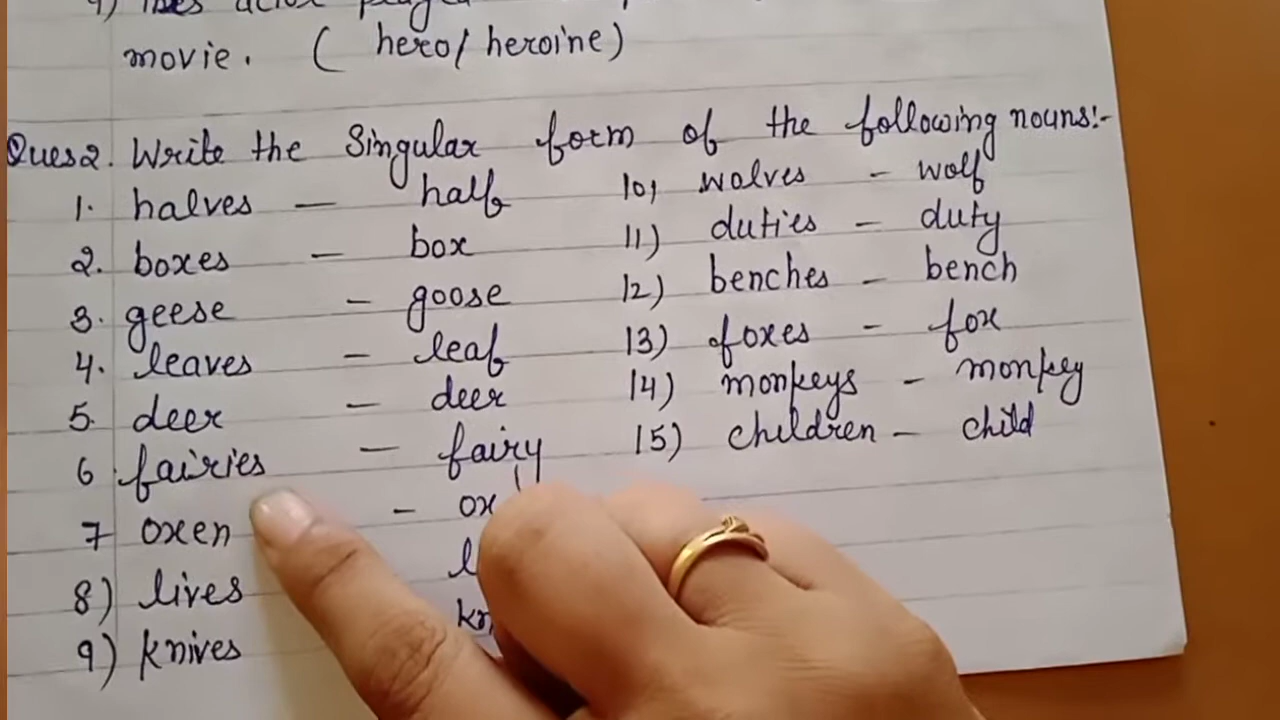 movie. ( hero/ heroine)
Ques2. Write the Singular form of the following nouns:-
1. halves — half
2. boxes — box
3. geese — goose
4. leaves — leaf
5. deer — deer
6. fairies — fairy
7 oxen — ox
8) lives
9) knives
10, wolves - wolf
11) duties - duty
12) benches - bench
13) foxes - fox
14) monkeys - monkey
15) children - child